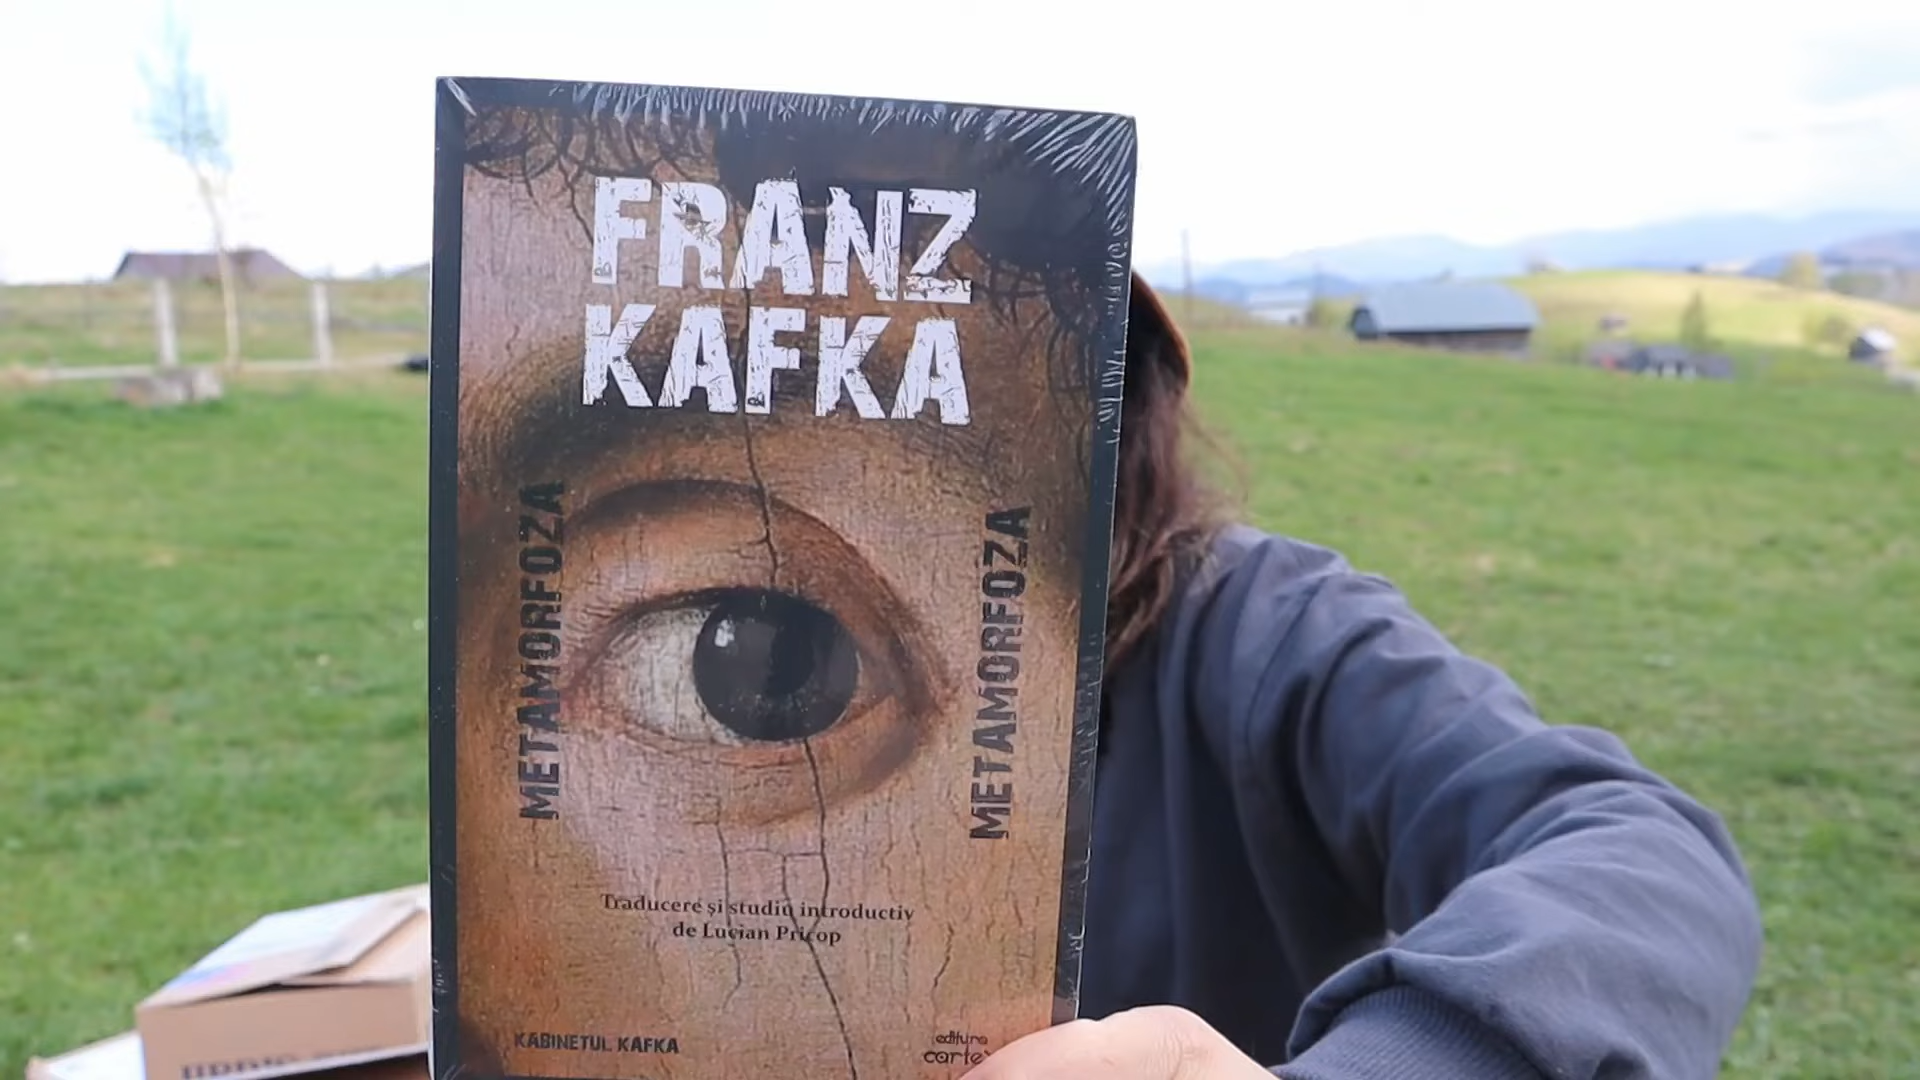 FRANZ
KAFKA
METAMORFOZA
METAMORFOZA
Traducere și studiu introductiv
de Lucian Pricop
KABINETUL KAFKA
editura
cartex